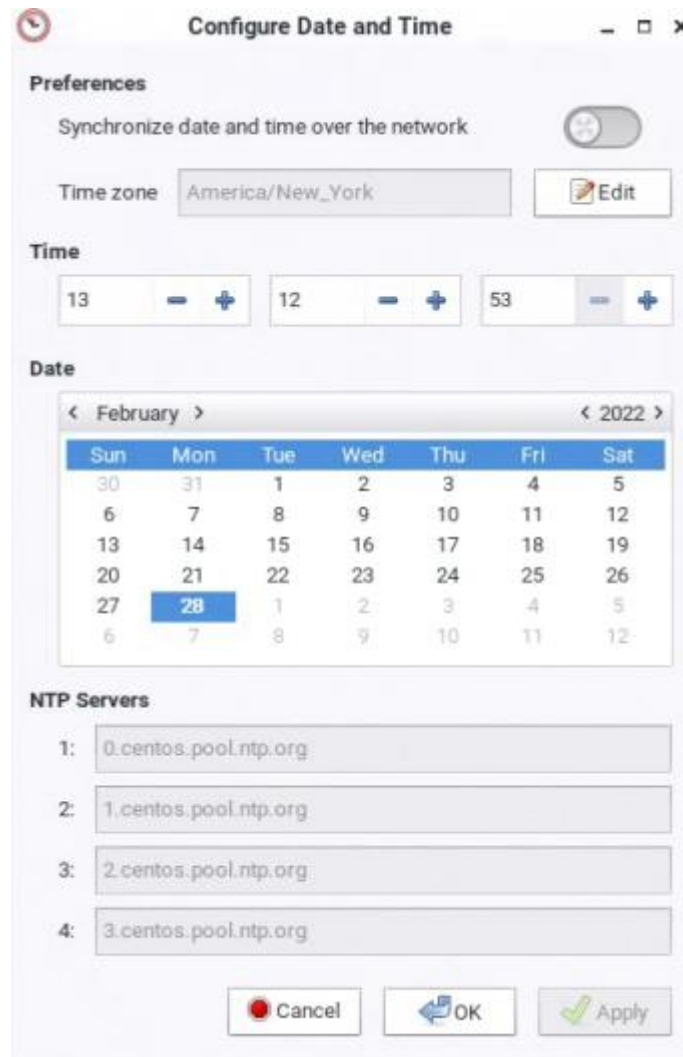 Configure Date and Time
Preferences
Synchronize date and time over the network
Time zone America/New_York Edit
Time
13 12 53
Date
< February > < 2022 >
Sun Mon Tue Wed Thu Fri Sat
30 31 1 2 3 4 5
6 7 8 9 10 11 12
13 14 15 16 17 18 19
20 21 22 23 24 25 26
27 28 1 2 3 4 5
6 7 8 9 10 11 12
NTP Servers
1: 0.centos.pool.ntp.org
2: 1.centos.pool.ntp.org
3: 2.centos.pool.ntp.org
4: 3.centos.pool.ntp.org
Cancel OK Apply